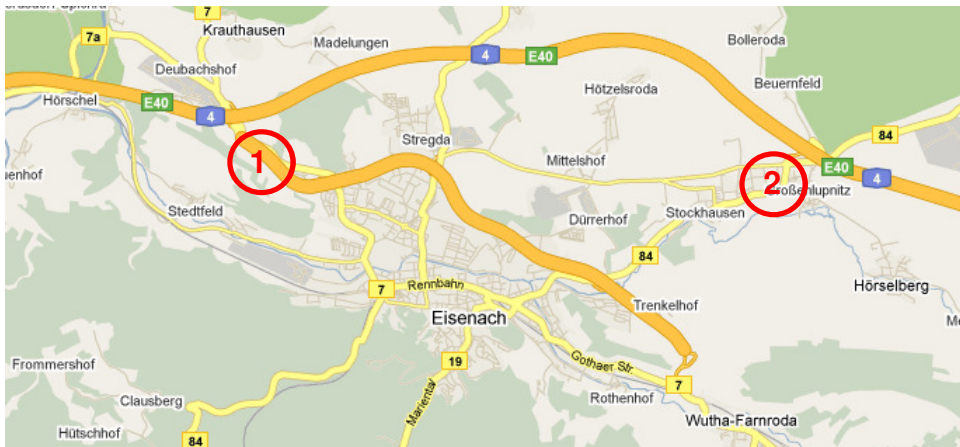 7
Krauthausen
7a
Madelungen
Bolleroda
4
E40
Deubachshof
Beuernfeld
Hötzelsroda
Hörschel
E40
4
84
Stregda
1
Mittelshof
E40
4
2
Großenlupnitz
Stedtfeld
Stockhausen
Dürrerhof
84
Hörselberg
7
Rennbahn
Trenkelhof
Eisenach
19
Gothaer Str.
7
Frommershof
Mariental
Rothenhof
Clausberg
Wutha-Farnroda
Hütschhof
84